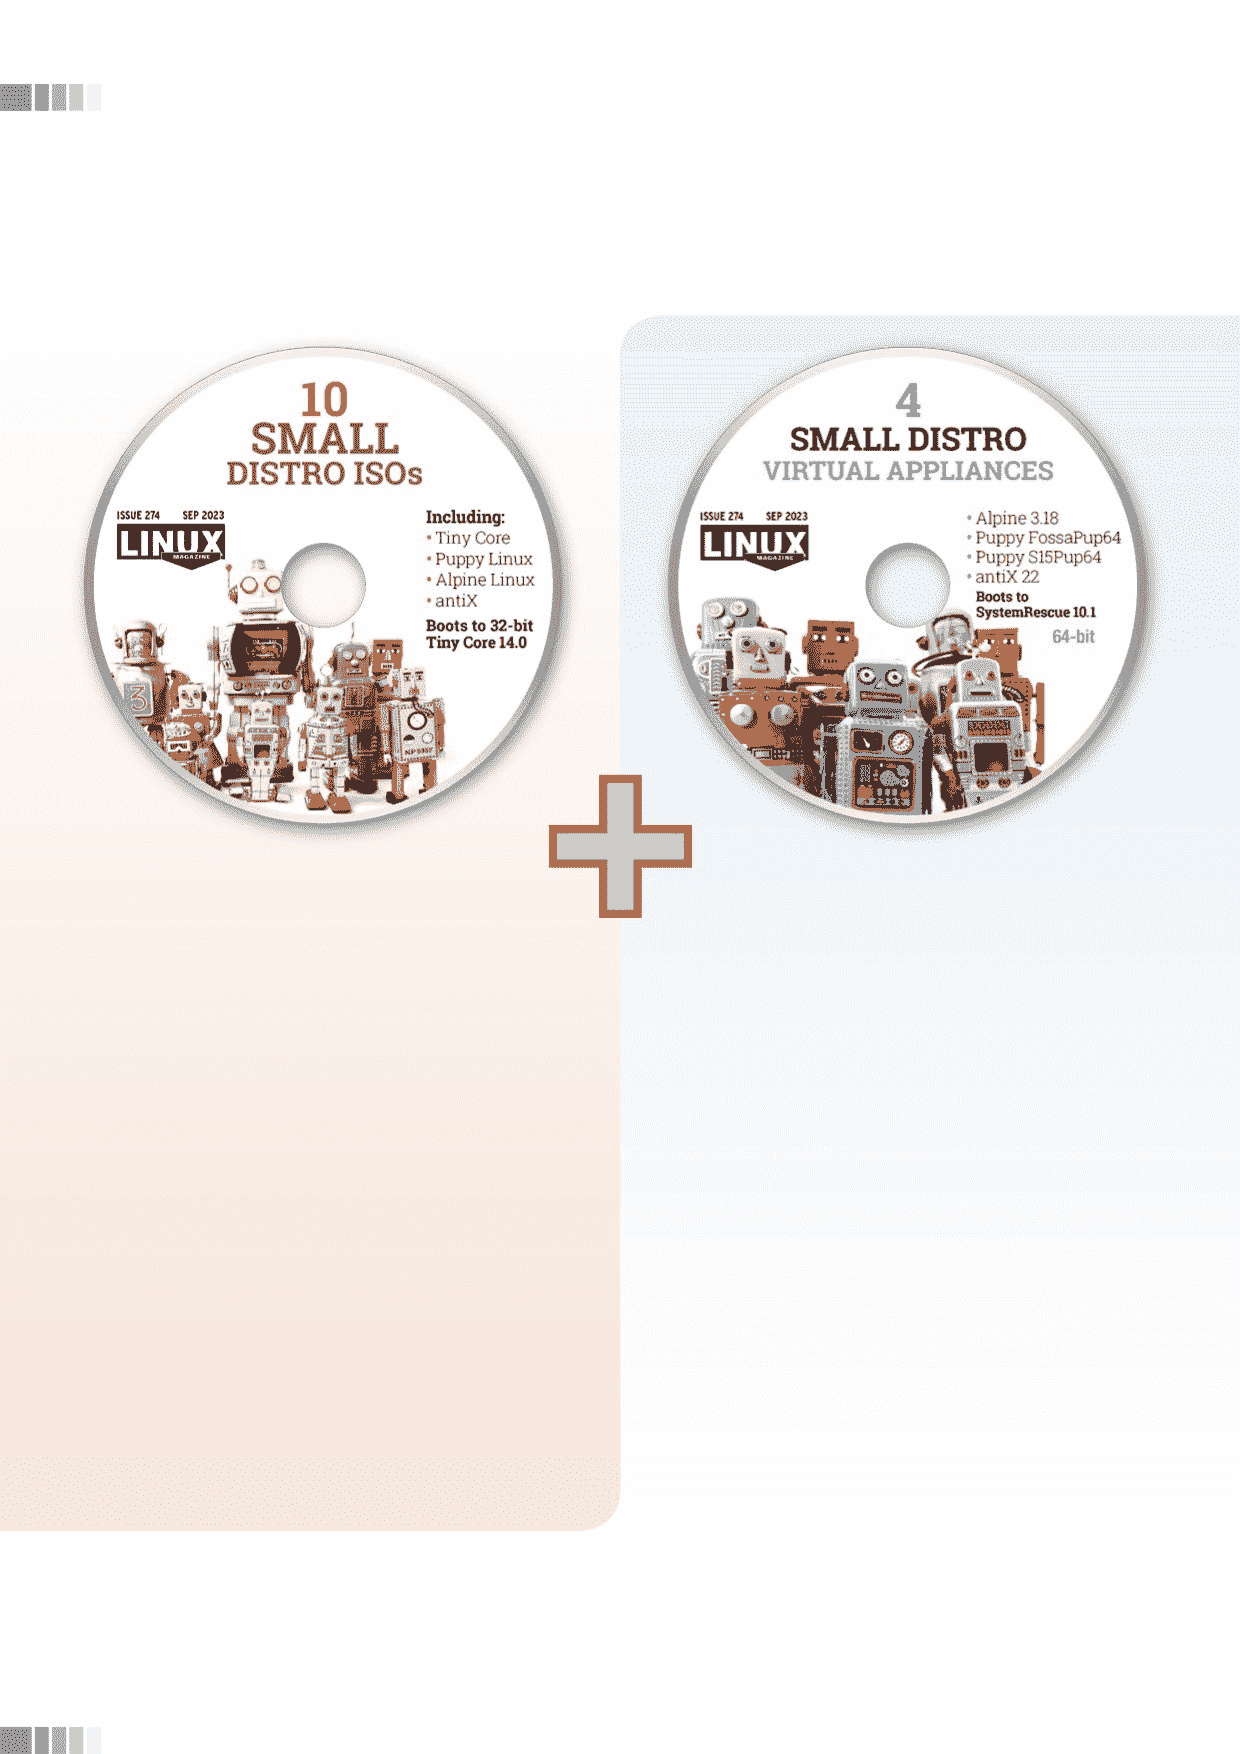 10
SMALL
DISTRO ISOs
ISSUE 274 SEP 2023
LINUX
MAGAZINE
Including:
• Tiny Core
• Puppy Linux
• Alpine Linux
• antiX
Boots to 32-bit
Tiny Core 14.0
3
4
SMALL DISTRO
VIRTUAL APPLIANCES
ISSUE 274 SEP 2023
LINUX
MAGAZINE
• Alpine 3.18
• Puppy FossaPup64
• Puppy S15Pup64
• antiX 22
Boots to
SystemRescue 10.1
64-bit